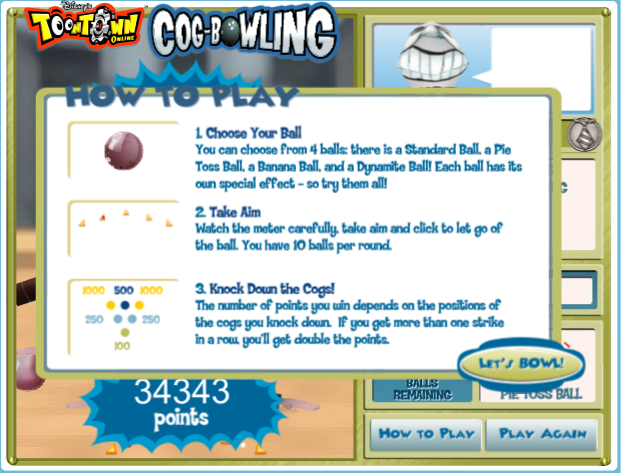 Disney's
TOONTOWN
ONLINE
COG-BOWLING
HOW TO PLAY
1. Choose Your Ball
You can choose from 4 balls: there is a Standard Ball, a Pie
Toss Ball, a Banana Ball, and a Dynamite Ball! Each ball has its
own special effect - so try them all!
2. Take Aim
Watch the meter carefully, take aim and click to let go of
the ball. You have 10 balls per round.
1000 500 1000
250 250
100
3. Knock Down the Cogs!
The number of points you win depends on the positions of
the cogs you knock down. If you get more than one strike
in a row, you'll get double the points.
LET'S BOWL!
34343
points
BALLS
REMAINING
PIE TOSS BALL
HOW TO PLAY
PLAY AGAIN